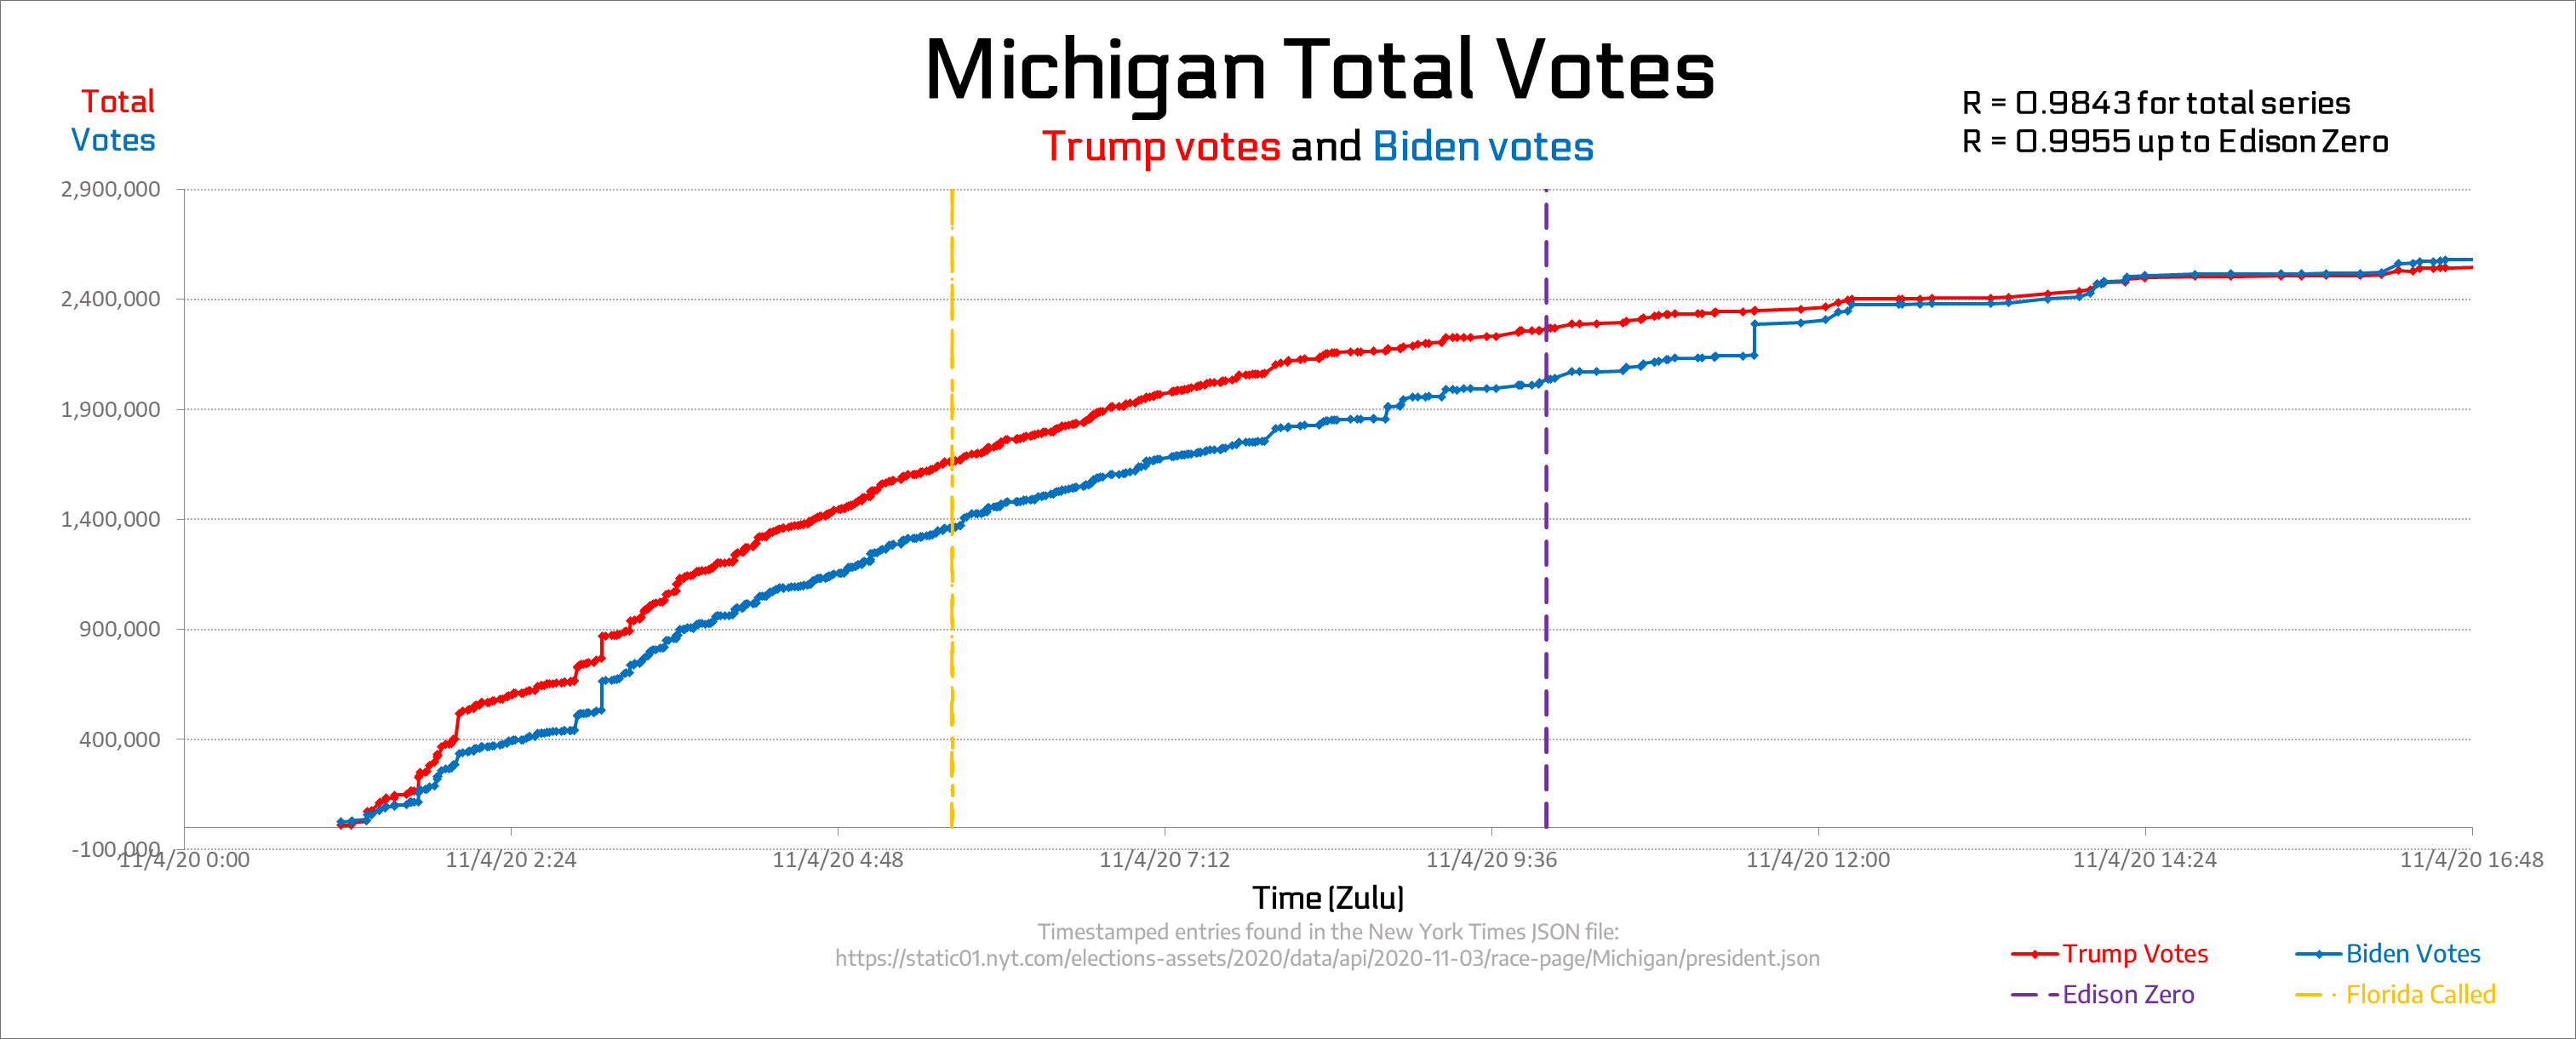 Michigan Total Votes
Trump votes and Biden votes
Total
Votes
R = 0.9843 for total series
R = 0.9955 up to Edison Zero
2,900,000
2,400,000
1,900,000
1,400,000
900,000
400,000
-100,000
11/4/20 0:00
11/4/20 2:24
11/4/20 4:48
11/4/20 7:12
11/4/20 9:36
11/4/20 12:00
11/4/20 14:24
11/4/20 16:48
Time (Zulu)
Timestamped entries found in the New York Times JSON file:
https://static01.nyt.com/elections-assets/2020/data/api/2020-11-03/race-page/Michigan/president.json
Trump Votes
Biden Votes
Edison Zero
Florida Called